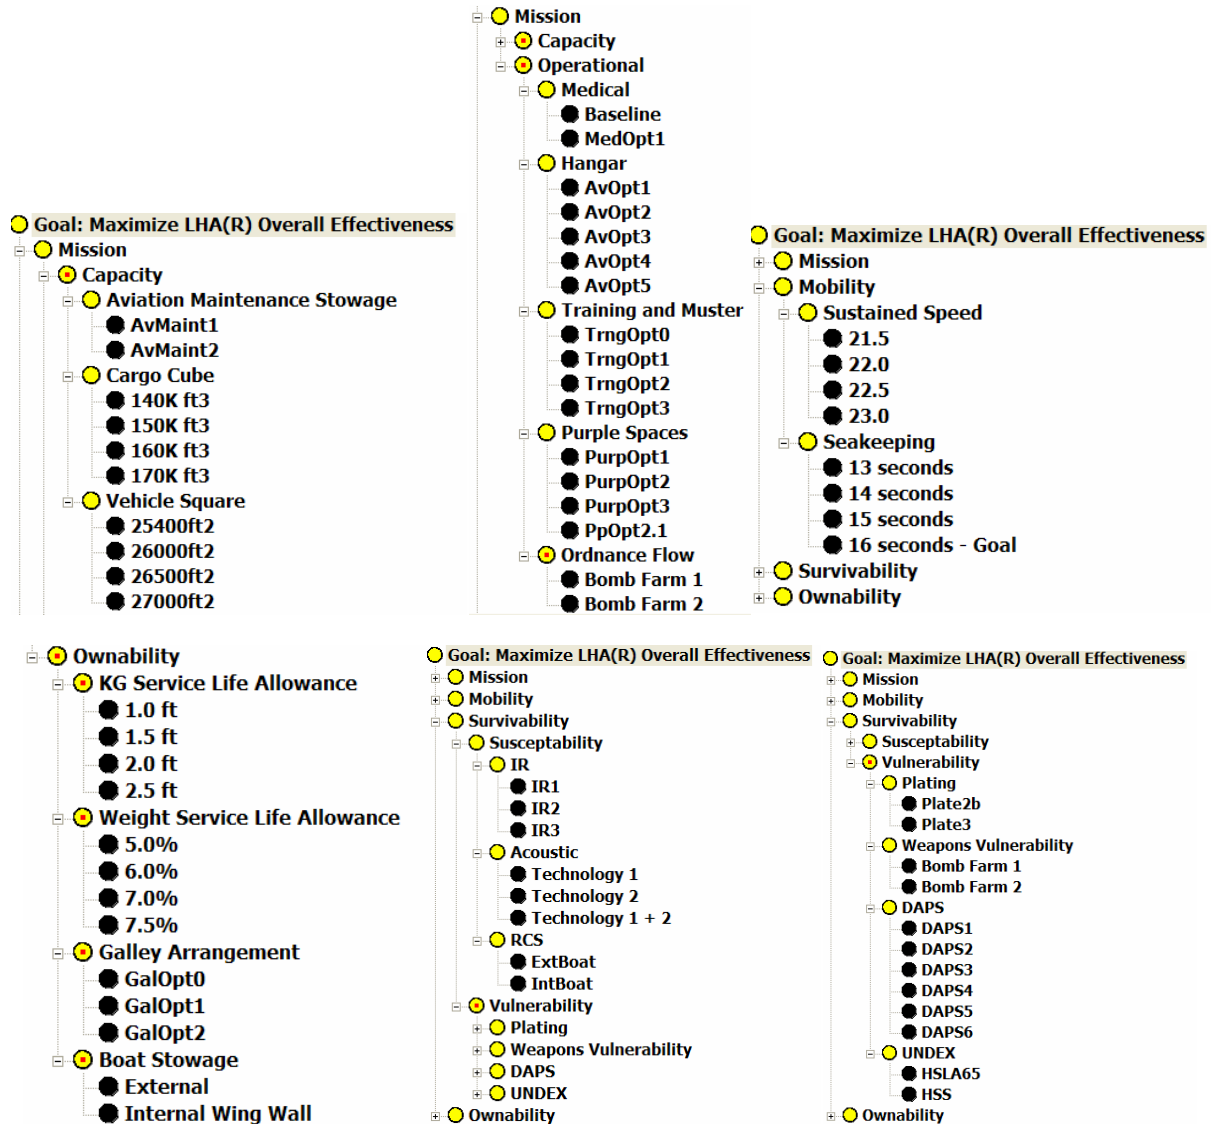 Goal: Maximize LHA(R) Overall Effectiveness
Mission
Capacity
Aviation Maintenance Stowage
AvMaint1
AvMaint2
Cargo Cube
140K ft3
150K ft3
160K ft3
170K ft3
Vehicle Square
25400ft2
26000ft2
26500ft2
27000ft2
Mission
Capacity
Operational
Medical
Baseline
MedOpt1
Hangar
AvOpt1
AvOpt2
AvOpt3
AvOpt4
AvOpt5
Training and Muster
TrngOpt0
TrngOpt1
TrngOpt2
TrngOpt3
Purple Spaces
PurpOpt1
PurpOpt2
PurpOpt3
PpOpt2.1
Ordnance Flow
Bomb Farm 1
Bomb Farm 2
Goal: Maximize LHA(R) Overall Effectiveness
Mission
Mobility
Sustained Speed
21.5
22.0
22.5
23.0
Seakeeping
13 seconds
14 seconds
15 seconds
16 seconds - Goal
Survivability
Ownability
Ownability
KG Service Life Allowance
1.0 ft
1.5 ft
2.0 ft
2.5 ft
Weight Service Life Allowance
5.0%
6.0%
7.0%
7.5%
Galley Arrangement
GalOpt0
GalOpt1
GalOpt2
Boat Stowage
External
Internal Wing Wall
Goal: Maximize LHA(R) Overall Effectiveness
Mission
Mobility
Survivability
Susceptability
IR
IR1
IR2
IR3
Acoustic
Technology 1
Technology 2
Technology 1 + 2
RCS
ExtBoat
IntBoat
Vulnerability
Plating
Weapons Vulnerability
DAPS
UNDEX
Ownability
Goal: Maximize LHA(R) Overall Effectiveness
Mission
Mobility
Survivability
Susceptability
Vulnerability
Plating
Plate2b
Plate3
Weapons Vulnerability
Bomb Farm 1
Bomb Farm 2
DAPS
DAPS1
DAPS2
DAPS3
DAPS4
DAPS5
DAPS6
UNDEX
HSLA65
HSS
Ownability